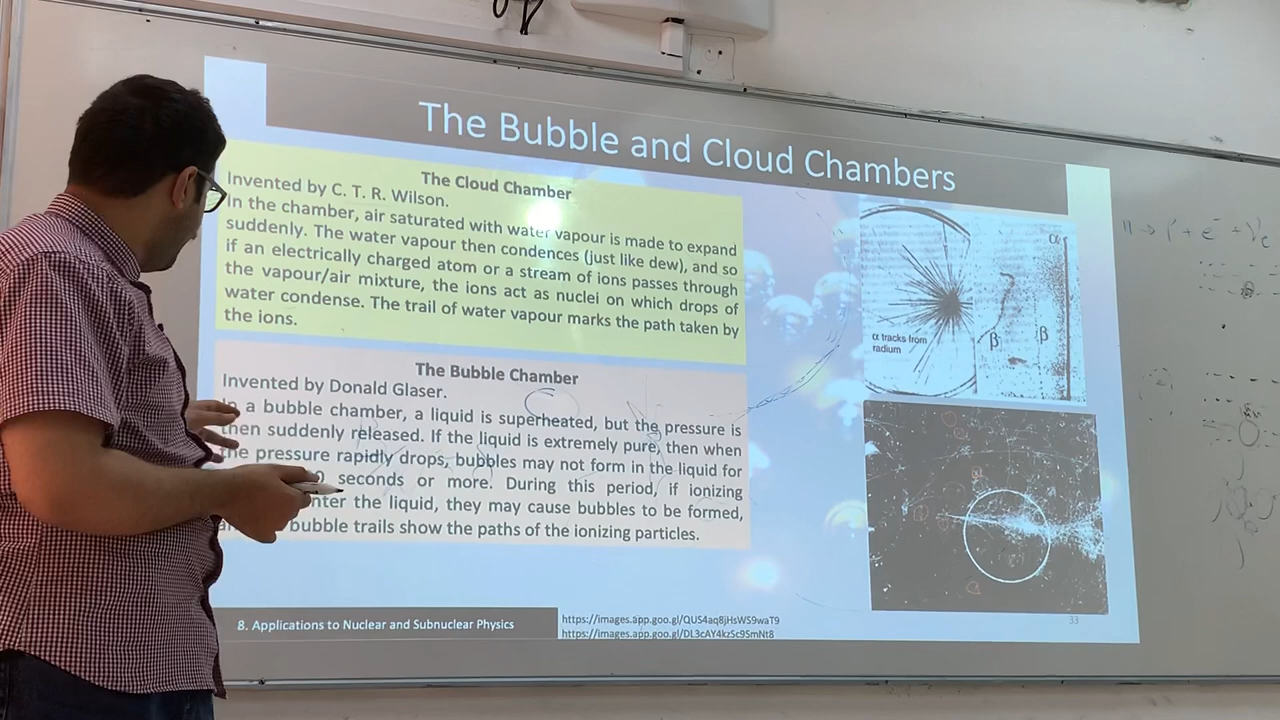 The Bubble and Cloud Chambers
The Cloud Chamber
Invented by C. T. R. Wilson.
In the chamber, air saturated with water vapour is made to expand
suddenly. The water vapour then condences (just like dew), and so
if an electrically charged atom or a stream of ions passes through
the vapour/air mixture, the ions act as nuclei on which drops of
water condense. The trail of water vapour marks the path taken by
the ions.
The Bubble Chamber
Invented by Donald Glaser.
In a bubble chamber, a liquid is superheated, but the pressure is
then suddenly released. If the liquid is extremely pure, then when
the pressure rapidly drops, bubbles may not form in the liquid for
seconds or more. During this period, if ionizing
enter the liquid, they may cause bubbles to be formed,
bubble trails show the paths of the ionizing particles.
α
β
β
α tracks from
radium
8. Applications to Nuclear and Subnuclear Physics
https://images.app.goo.gl/QUS4aq8jHsWS9waT9
https://images.app.goo.gl/DL3cAY4kzSc95mNt8
33